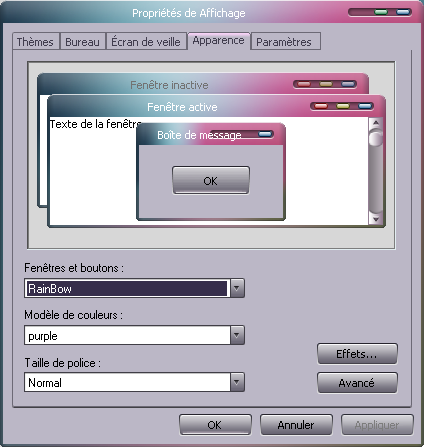 Propriétés de Affichage
Thèmes Bureau Écran de veille Apparence Paramètres
Fenêtre inactive
Fenêtre active
Texte de la fenêtre
Boîte de message
OK
Fenêtres et boutons :
RainBow
Modèle de couleurs :
purple
Taille de police :
Normal
Effets...
Avancé
OK Annuler Appliquer